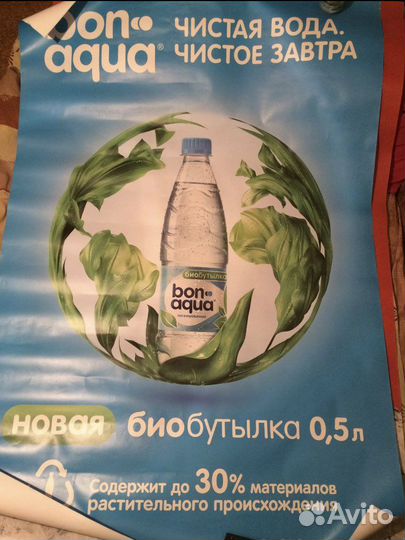 bon
aqua®
ЧИСТАЯ ВОДА.
ЧИСТОЕ ЗАВТРА
биобутылка
bon
aqua®
новая биобутылка 0,5л
Содержит до 30% материалов
растительного происхождения
Avito